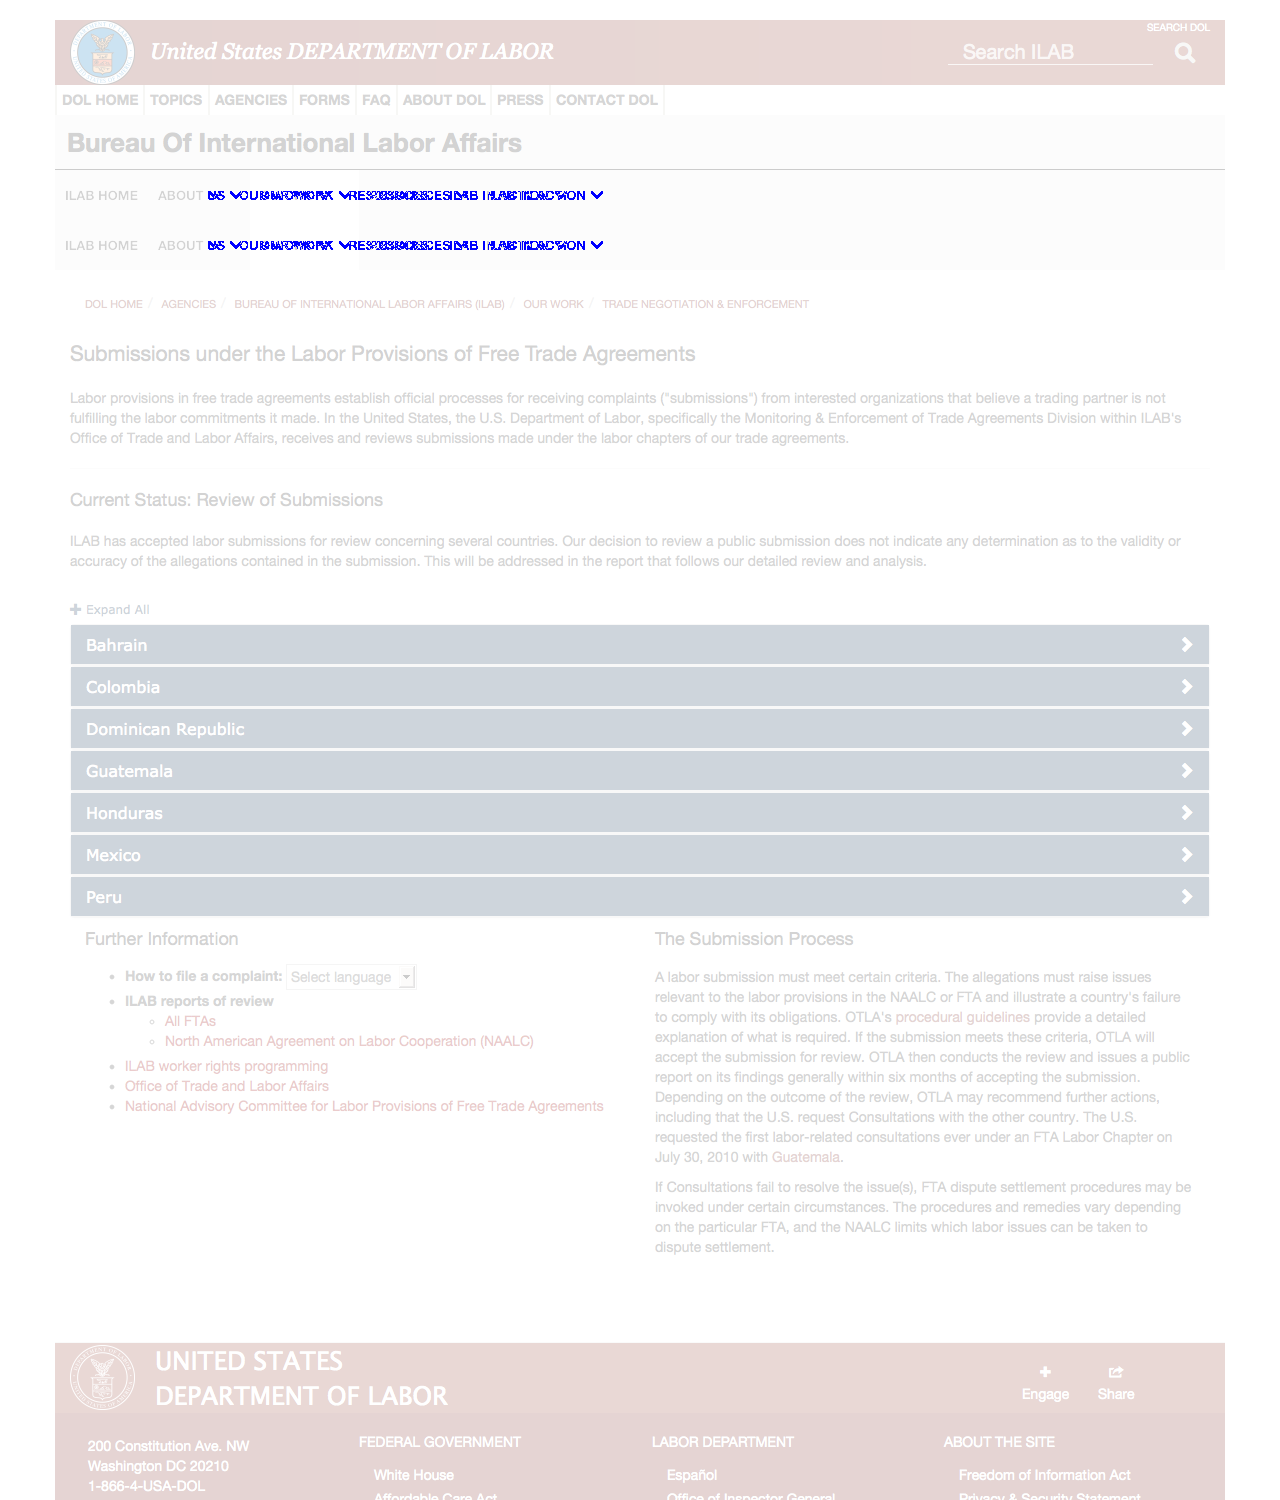 SEARCH DOL
United States DEPARTMENT OF LABOR
Search ILAB
DOL HOME TOPICS AGENCIES FORMS FAQ ABOUT DOL PRESS CONTACT DOL
Bureau Of International Labor Affairs
ILAB HOME ABOUT
ILAB HOME ABOUT
DOL HOME / AGENCIES / BUREAU OF INTERNATIONAL LABOR AFFAIRS (ILAB) / OUR WORK / TRADE NEGOTIATION & ENFORCEMENT
Submissions under the Labor Provisions of Free Trade Agreements
Labor provisions in free trade agreements establish official processes for receiving complaints ("submissions") from interested organizations that believe a trading partner is not
fulfilling the labor commitments it made. In the United States, the U.S. Department of Labor, specifically the Monitoring & Enforcement of Trade Agreements Division within ILAB's
Office of Trade and Labor Affairs, receives and reviews submissions made under the labor chapters of our trade agreements.
Current Status: Review of Submissions
ILAB has accepted labor submissions for review concerning several countries. Our decision to review a public submission does not indicate any determination as to the validity or
accuracy of the allegations contained in the submission. This will be addressed in the report that follows our detailed review and analysis.
Expand All
Bahrain
Colombia
Dominican Republic
Guatemala
Honduras
Mexico
Peru
Further Information
How to file a complaint: Select language
ILAB reports of review
All FTAs
North American Agreement on Labor Cooperation (NAALC)
ILAB worker rights programming
Office of Trade and Labor Affairs
National Advisory Committee for Labor Provisions of Free Trade Agreements
The Submission Process
A labor submission must meet certain criteria. The allegations must raise issues
relevant to the labor provisions in the NAALC or FTA and illustrate a country's failure
to comply with its obligations. OTLA's procedural guidelines provide a detailed
explanation of what is required. If the submission meets these criteria, OTLA will
accept the submission for review. OTLA then conducts the review and issues a public
report on its findings generally within six months of accepting the submission.
Depending on the outcome of the review, OTLA may recommend further actions,
including that the U.S. request Consultations with the other country. The U.S.
requested the first labor-related consultations ever under an FTA Labor Chapter on
July 30, 2010 with Guatemala.
If Consultations fail to resolve the issue(s), FTA dispute settlement procedures may be
invoked under certain circumstances. The procedures and remedies vary depending
on the particular FTA, and the NAALC limits which labor issues can be taken to
dispute settlement.
UNITED STATES
DEPARTMENT OF LABOR
Engage Share
200 Constitution Ave. NW
Washington DC 20210
1-866-4-USA-DOL
FEDERAL GOVERNMENT
White House
Affordable Care Act
LABOR DEPARTMENT
Español
Office of Inspector General
ABOUT THE SITE
Freedom of Information Act
Privacy & Security Statement